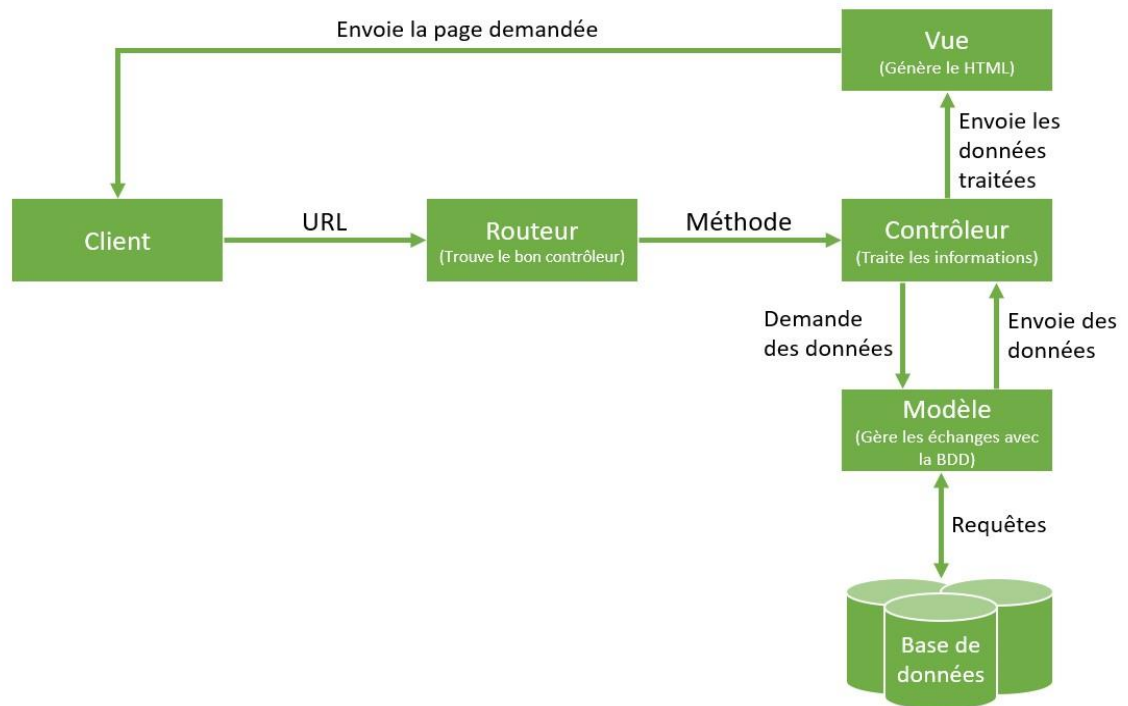 Envoie la page demandée
Vue
(Génère le HTML)
Envoie les
données
traitées
Client
URL
Routeur
(Trouve le bon contrôleur)
Méthode
Contrôleur
(Traite les informations)
Demande
des données
Envoie des
données
Modèle
(Gère les échanges avec
la BDD)
Requêtes
Base de
données